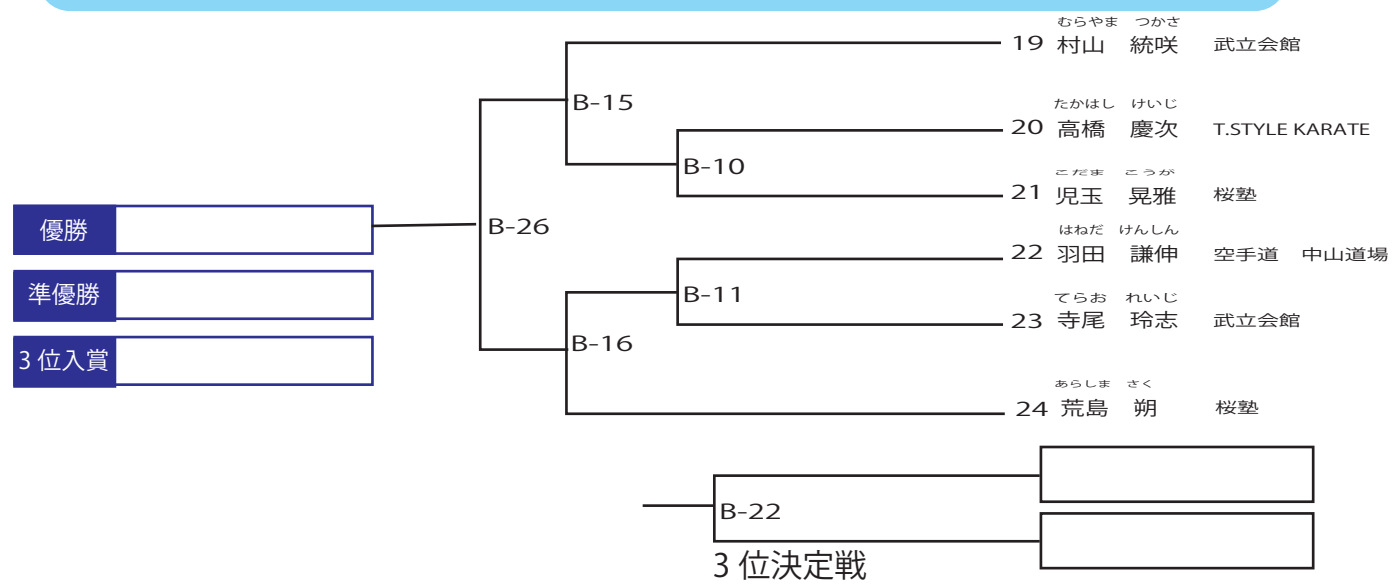 むらやま つかさ
19 村山 統咲 武立会館
B-15
たかはし けいじ
20 高橋 慶次 T.STYLE KARATE
B-10
こだま こうが
21 児玉 晃雅 桜塾
優勝
B-26
はねだ けんしん
22 羽田 謙伸 空手道 中山道場
準優勝
B-11
てらお れいじ
23 寺尾 玲志 武立会館
3 位入賞
B-16
あらしま さく
24 荒島 朔 桜塾
B-22
3 位決定戦